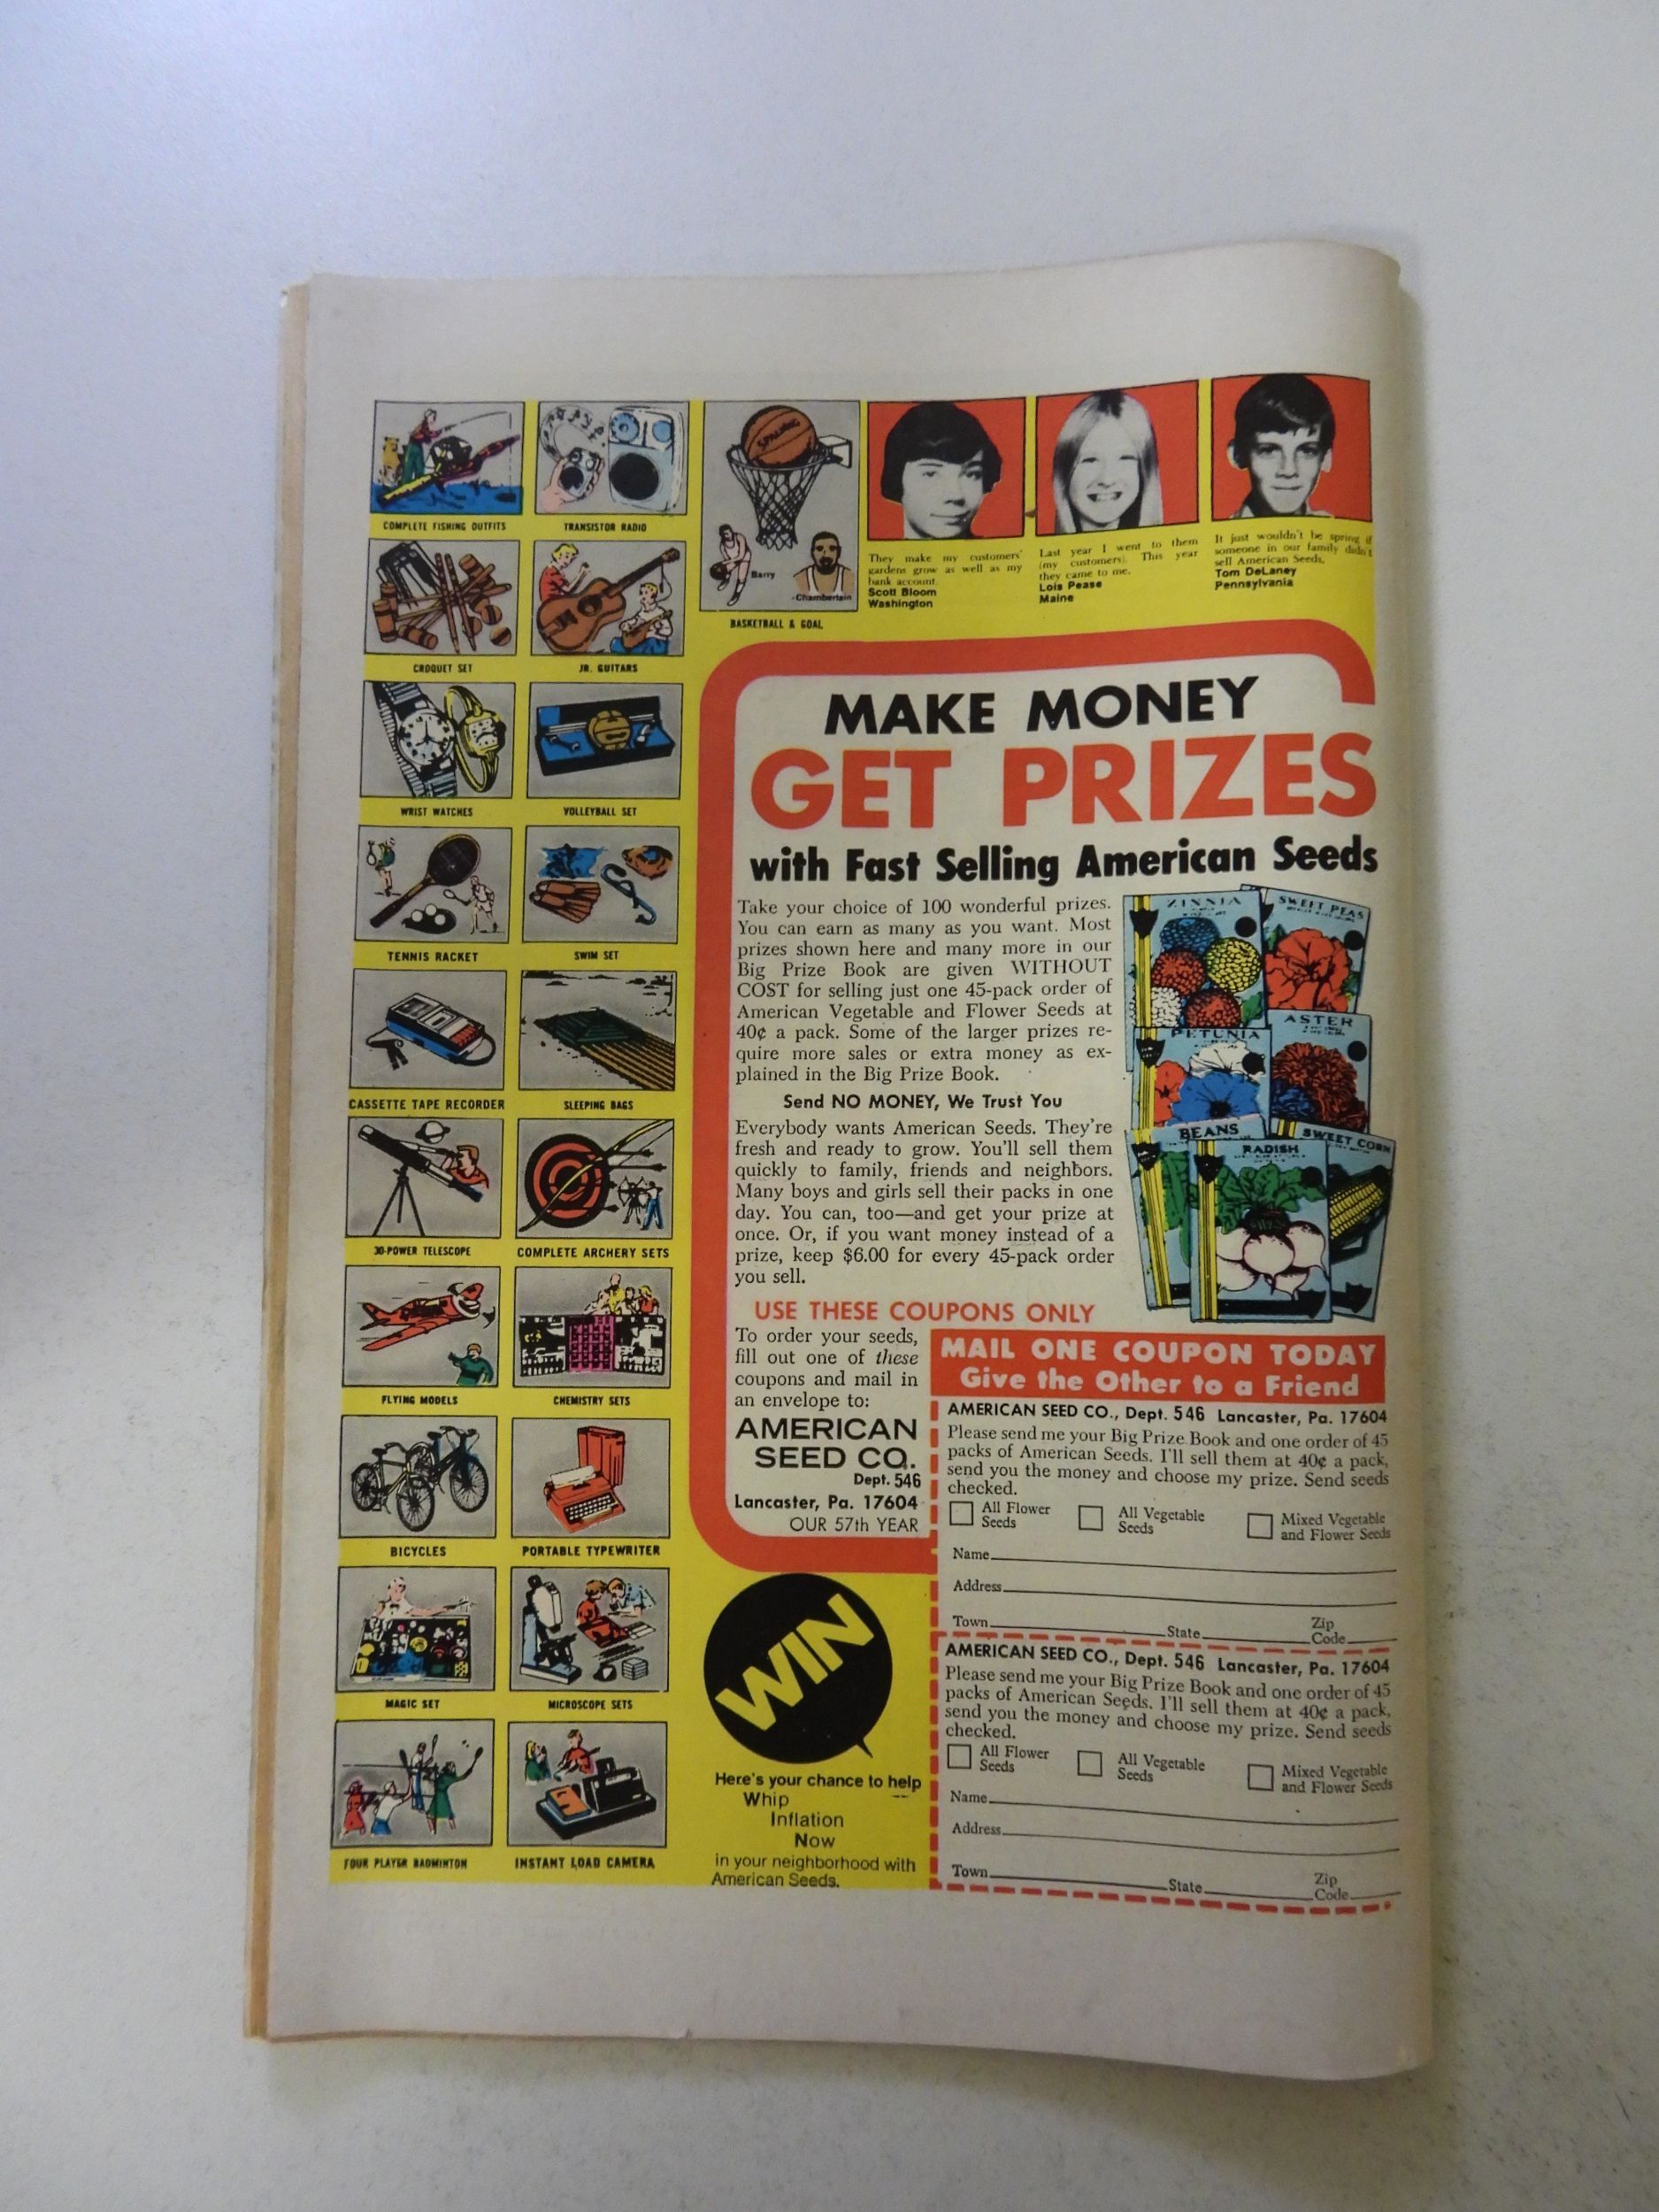 COMPLETE FISHING OUTFITS
TRANSISTOR RADIO
CROQUET SET
JR. GUITARS
WRIST WATCHES
VOLLEYBALL SET
TENNIS RACKET
SWIM SET
CASSETTE TAPE RECORDER
SLEEPING BAGS
30-POWER TELESCOPE
COMPLETE ARCHERY SETS
FLYING MODELS
CHEMISTRY SETS
BICYCLES
PORTABLE TYPEWRITER
MAGIC SET
MICROSCOPE SETS
FOUR PLAYER BADMINTON
INSTANT LOAD CAMERA
SPALDING
Barry
-Chamberlain
BASKETBALL & GOAL
They make my customers'
gardens grow as well as my
bank account.
Scott Bloom
Washington
Last year I went to them
(my customers). This year
they came to me.
Lois Pease
Maine
It just wouldn't be spring if
someone in our family didn't
sell American Seeds.
Tom DeLaney
Pennsylvania
MAKE MONEY
GET PRIZES
with Fast Selling American Seeds
Take your choice of 100 wonderful prizes.
You can earn as many as you want. Most
prizes shown here and many more in our
Big Prize Book are given WITHOUT
COST for selling just one 45-pack order of
American Vegetable and Flower Seeds at
40¢ a pack. Some of the larger prizes re-
quire more sales or extra money as ex-
plained in the Big Prize Book.
Send NO MONEY, We Trust You
Everybody wants American Seeds. They're
fresh and ready to grow. You'll sell them
quickly to family, friends and neighbors.
Many boys and girls sell their packs in one
day. You can, too—and get your prize at
once. Or, if you want money instead of a
prize, keep $6.00 for every 45-pack order
you sell.
ZINNIA
SWEET PEAS
PETUNIA
ASTER
BEANS
RADISH
SWEET CORN
USE THESE COUPONS ONLY
To order your seeds,
fill out one of these
coupons and mail in
an envelope to:
AMERICAN
SEED CO.
Dept. 546
Lancaster, Pa. 17604
OUR 57th YEAR
MAIL ONE COUPON TODAY
Give the Other to a Friend
AMERICAN SEED CO., Dept. 546 Lancaster, Pa. 17604
Please send me your Big Prize Book and one order of 45
packs of American Seeds. I'll sell them at 40¢ a pack,
send you the money and choose my prize. Send seeds
checked.
All Flower Seeds
All Vegetable Seeds
Mixed Vegetable and Flower Seeds
Name
Address
Town State Zip Code
AMERICAN SEED CO., Dept. 546 Lancaster, Pa. 17604
Please send me your Big Prize Book and one order of 45
packs of American Seeds. I'll sell them at 40¢ a pack,
send you the money and choose my prize. Send seeds
checked.
All Flower Seeds
All Vegetable Seeds
Mixed Vegetable and Flower Seeds
Name
Address
Town State Zip Code
WIN
Here's your chance to help
Whip
Inflation
Now
in your neighborhood with
American Seeds.